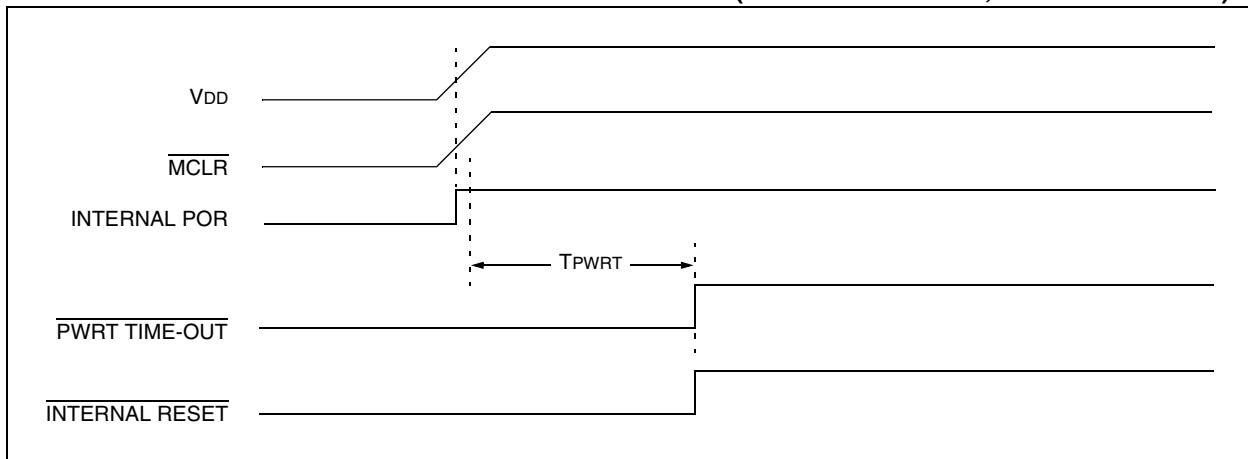 VDD
MCLR
INTERNAL POR
TPWRT
PWRT TIME-OUT
INTERNAL RESET